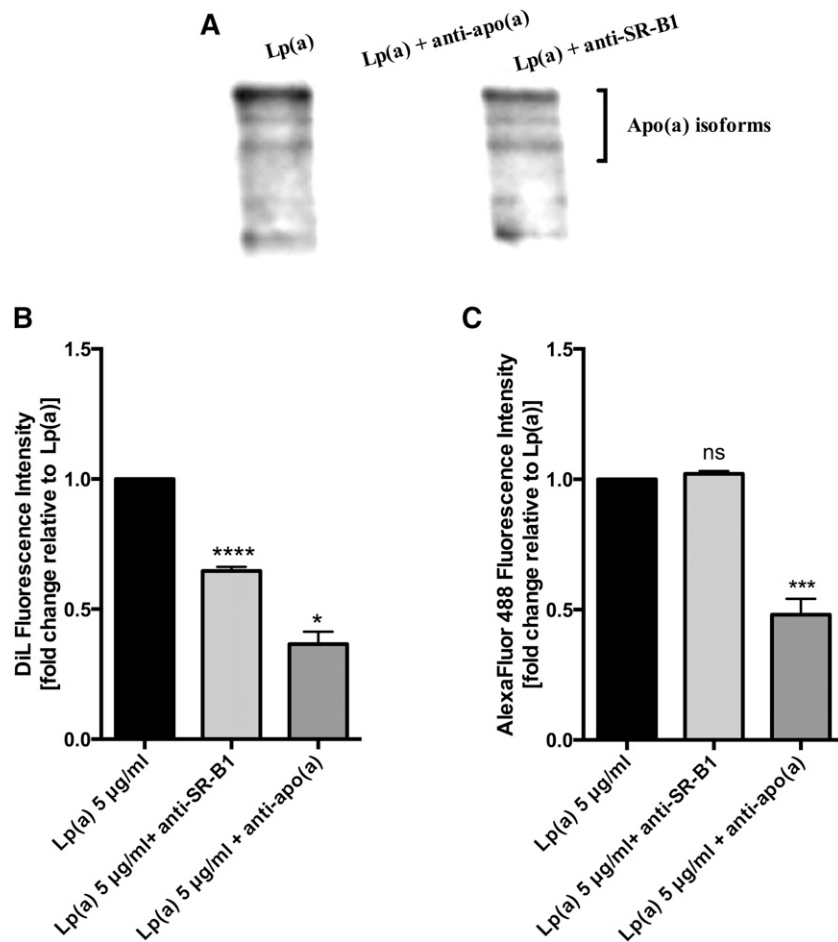 A
Lp(a)
Lp(a) + anti-apo(a)
Lp(a) + anti-SR-B1
Apo(a) isoforms
B
DiL Fluorescence Intensity
[fold change relative to Lp(a)]
1.5
1.0
0.5
0.0
****
*
Lp(a) 5 µg/ml
Lp(a) 5 µg/ml+ anti-SR-B1
Lp(a) 5 µg/ml + anti-apo(a)
C
AlexaFluor 488 Fluorescence Intensity
[fold change relative to Lp(a)]
1.5
1.0
0.5
0.0
ns
***
Lp(a) 5 µg/ml
Lp(a) 5 µg/ml+ anti-SR-B1
Lp(a) 5 µg/ml + anti-apo(a)